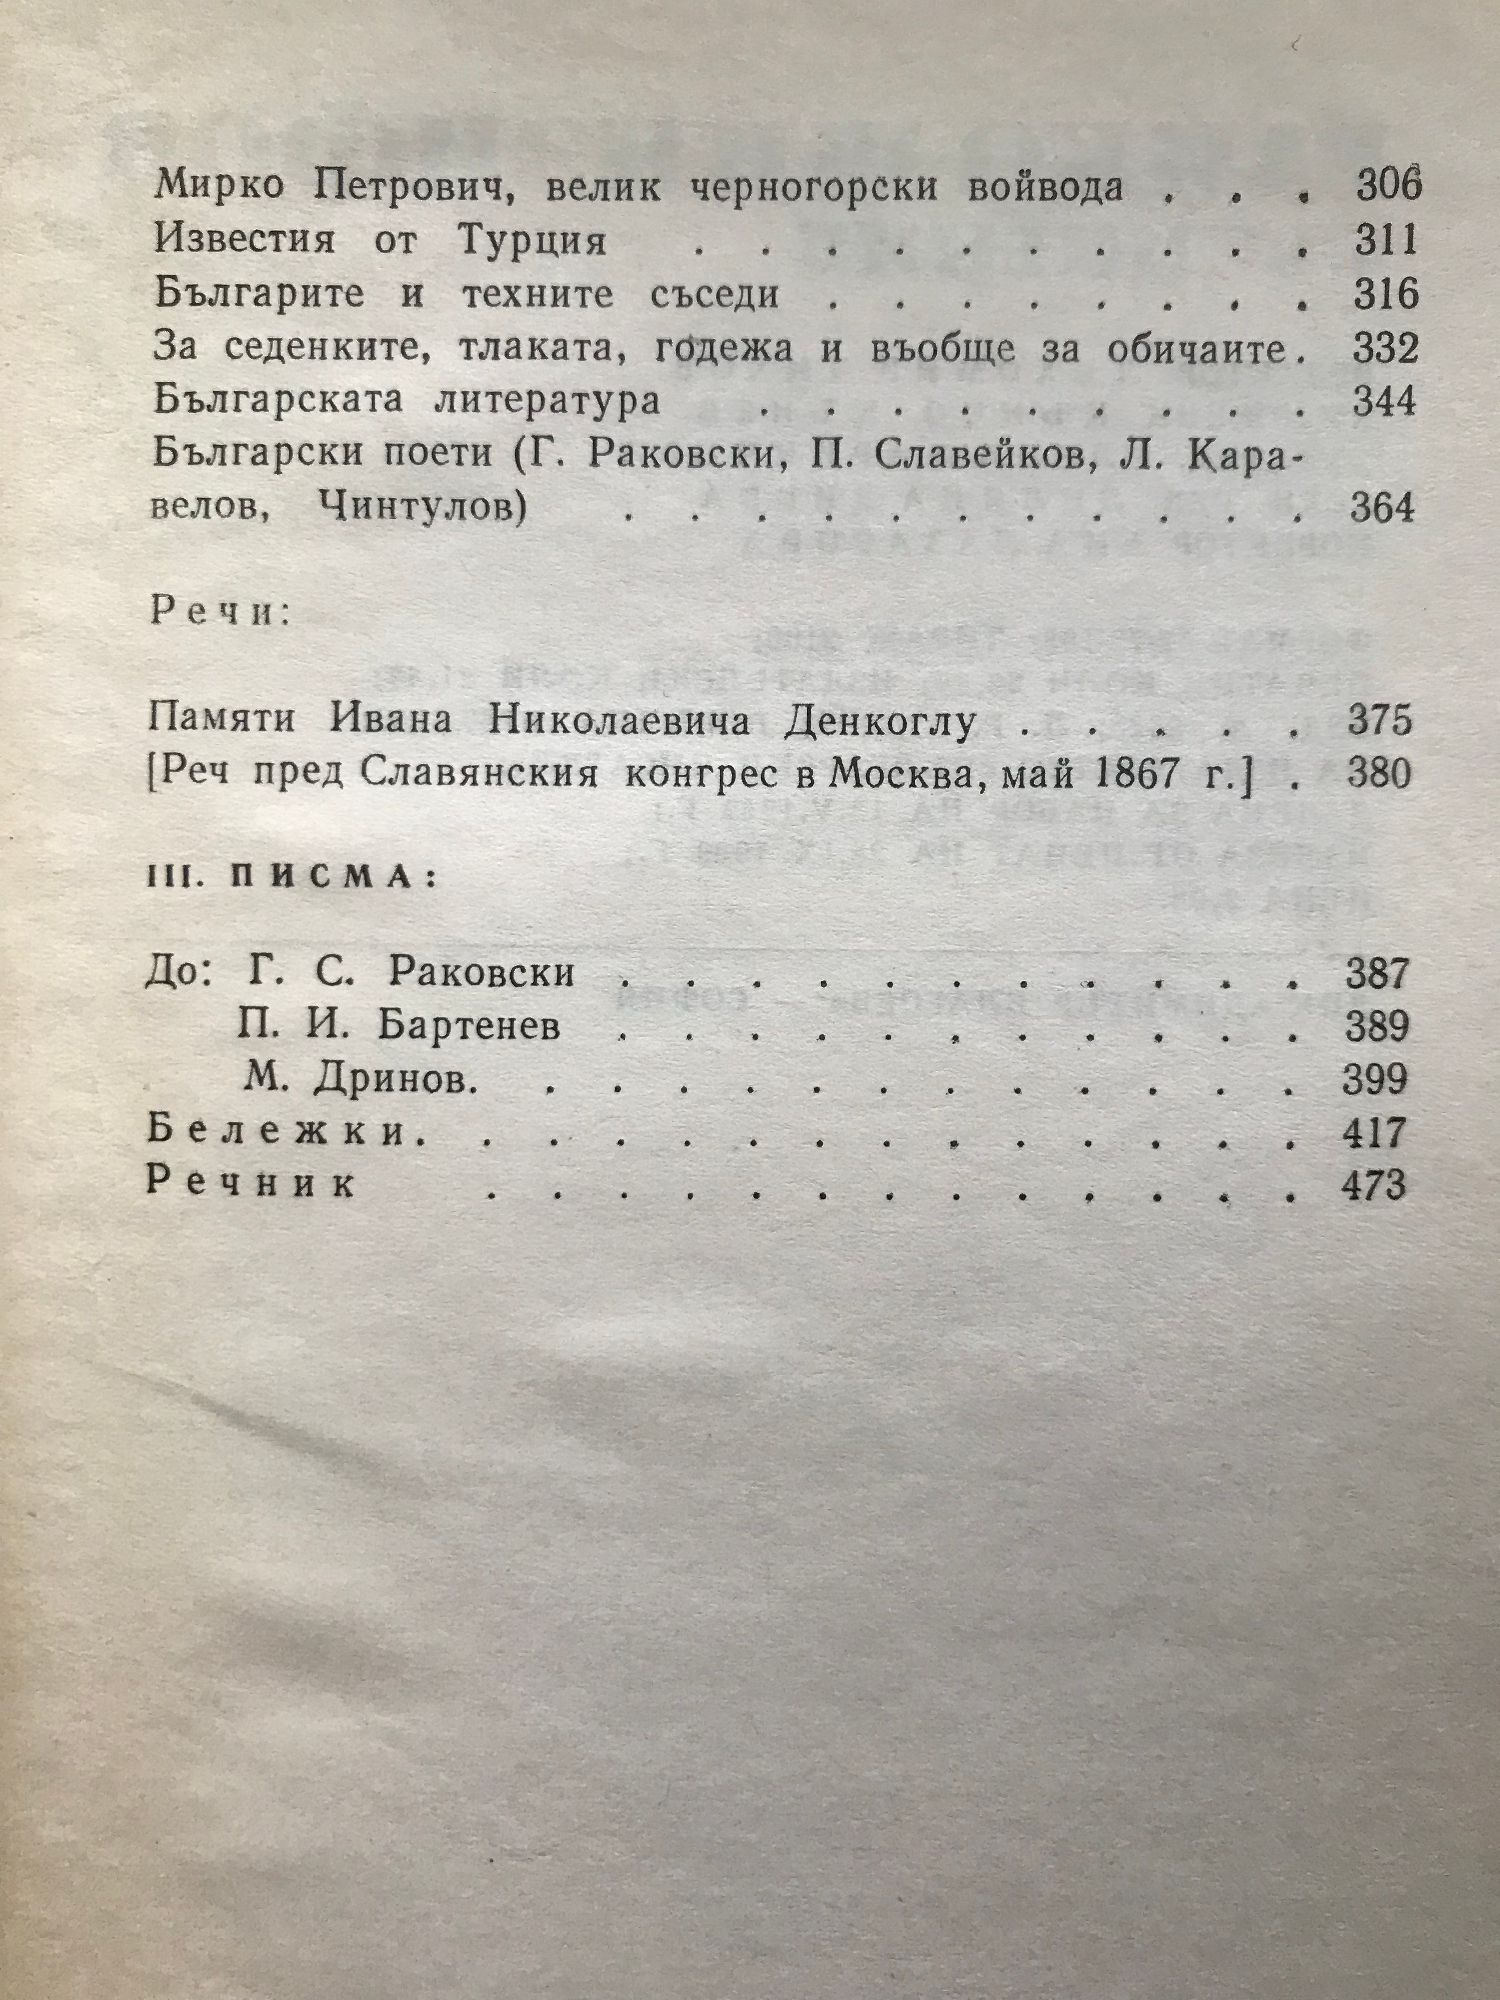 Мирко Петрович, велик черногорски войвода . . . 306
Известия от Турция . . . . . . . . . . 311
Българите и техните съседи . . . . . . . . 316
За седенките, тлаката, годежа и въобще за обичаите. 332
Българската литература . . . . . . . . . 344
Български поети (Г. Раковски, П. Славейков, Л. Кара-
велов, Чинтулов) . . . . . . . . . . . 364
Речи:
Памяти Ивана Николаевича Денкоглу . . . . . 375
[Реч пред Славянския конгрес в Москва, май 1867 г.] . 380
III. ПИСМА:
До: Г. С. Раковски . . . . . . . . . . . 387
П. И. Бартенев . . . . . . . . . . . 389
М. Дринов. . . . . . . . . . . . . 399
Бележки. . . . . . . . . . . . . . 417
Речник . . . . . . . . . . . . . 473